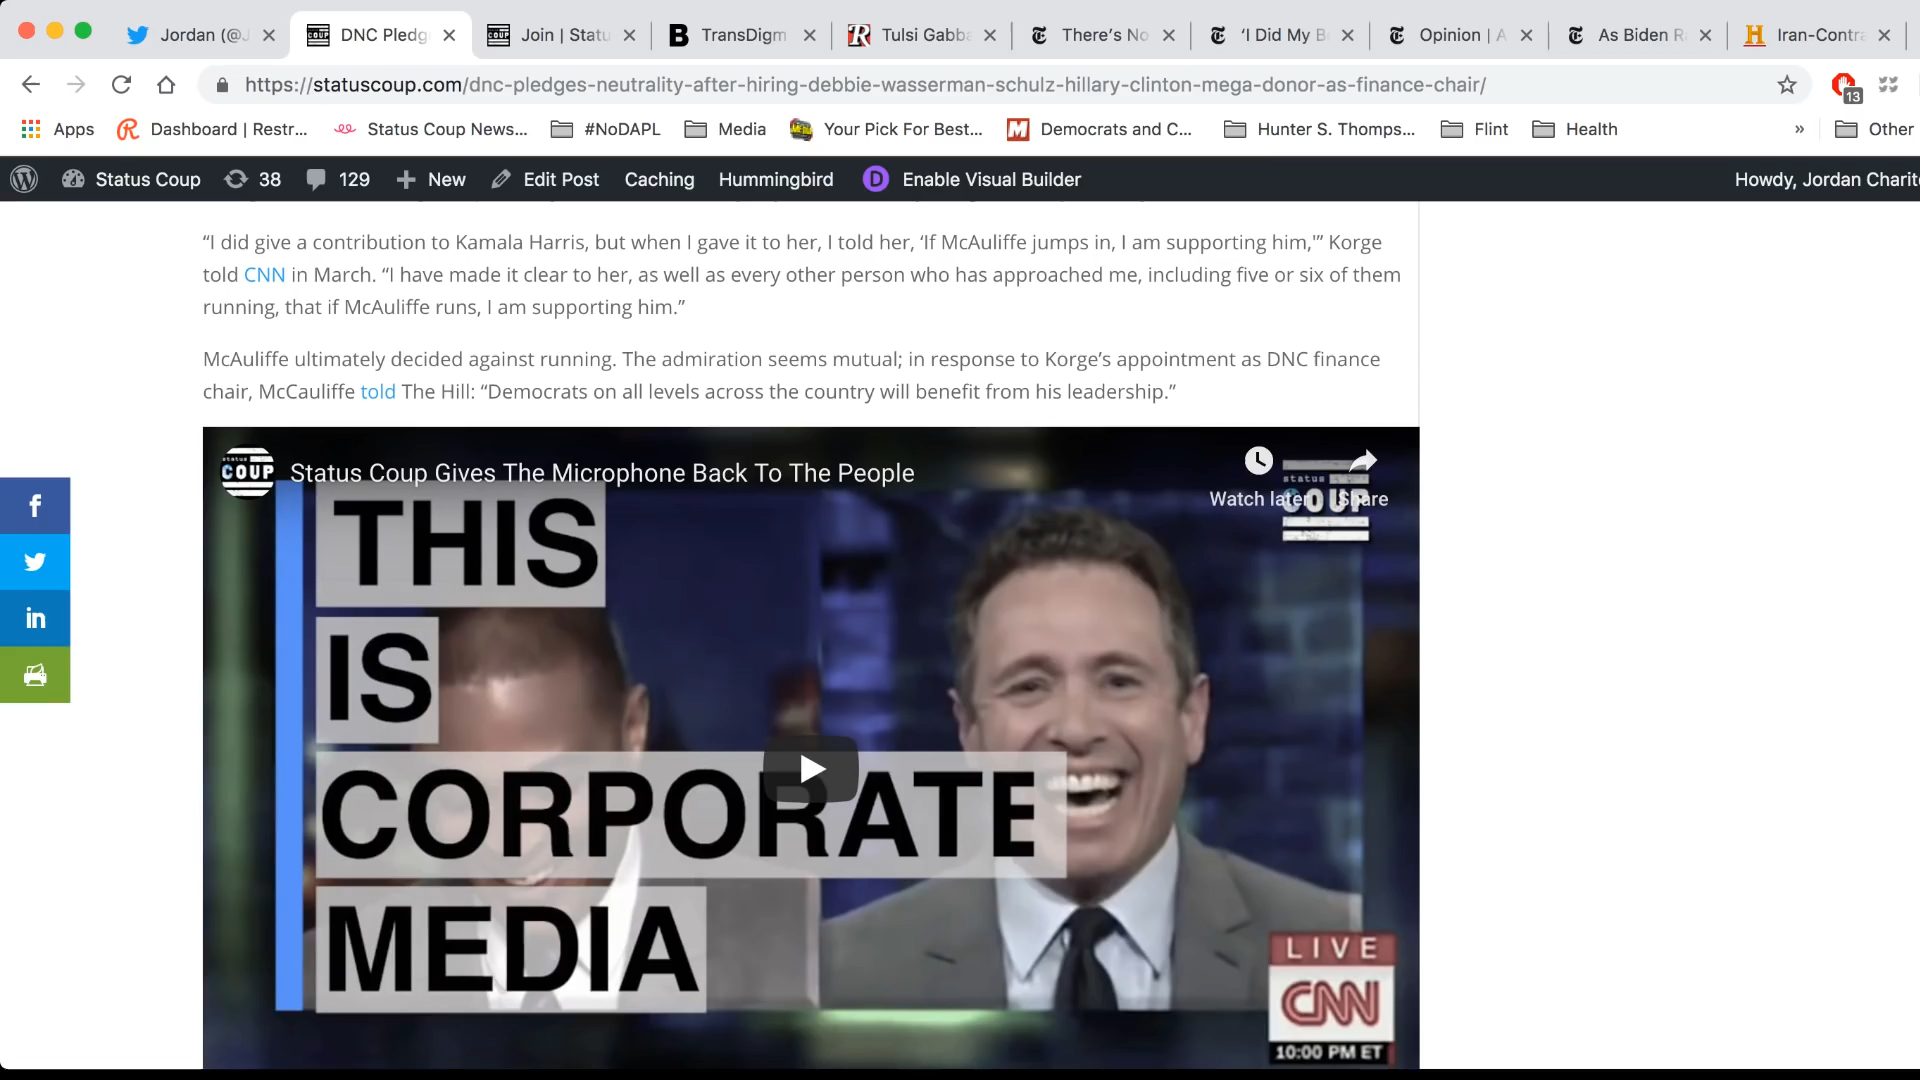 Jordan (@J
DNC Pledg
Join | Statu
TransDigm
Tulsi Gabba
There's No
'I Did My B
Opinion | A
As Biden R
Iran-Contra
https://statuscoup.com/dnc-pledges-neutrality-after-hiring-debbie-wasserman-schulz-hillary-clinton-mega-donor-as-finance-chair/
13
Apps
Dashboard | Restr...
Status Coup News...
#NoDAPL
Media
Your Pick For Best...
Democrats and C...
Hunter S. Thomps...
Flint
Health
»
Other
Status Coup
38
129
New
Edit Post
Caching
Hummingbird
D
Enable Visual Builder
Howdy, Jordan Charit
“I did give a contribution to Kamala Harris, but when I gave it to her, I told her, ‘If McAuliffe jumps in, I am supporting him,'” Korge
told CNN in March. “I have made it clear to her, as well as every other person who has approached me, including five or six of them
running, that if McAuliffe runs, I am supporting him.”
McAuliffe ultimately decided against running. The admiration seems mutual; in response to Korge’s appointment as DNC finance
chair, McCauliffe told The Hill: “Democrats on all levels across the country will benefit from his leadership.”
status COUP
Status Coup Gives The Microphone Back To The People
Watch later
Share
status
COUP
THIS
IS
CORPORATE
MEDIA
LIVE
CNN
10:00 PM ET
f
in